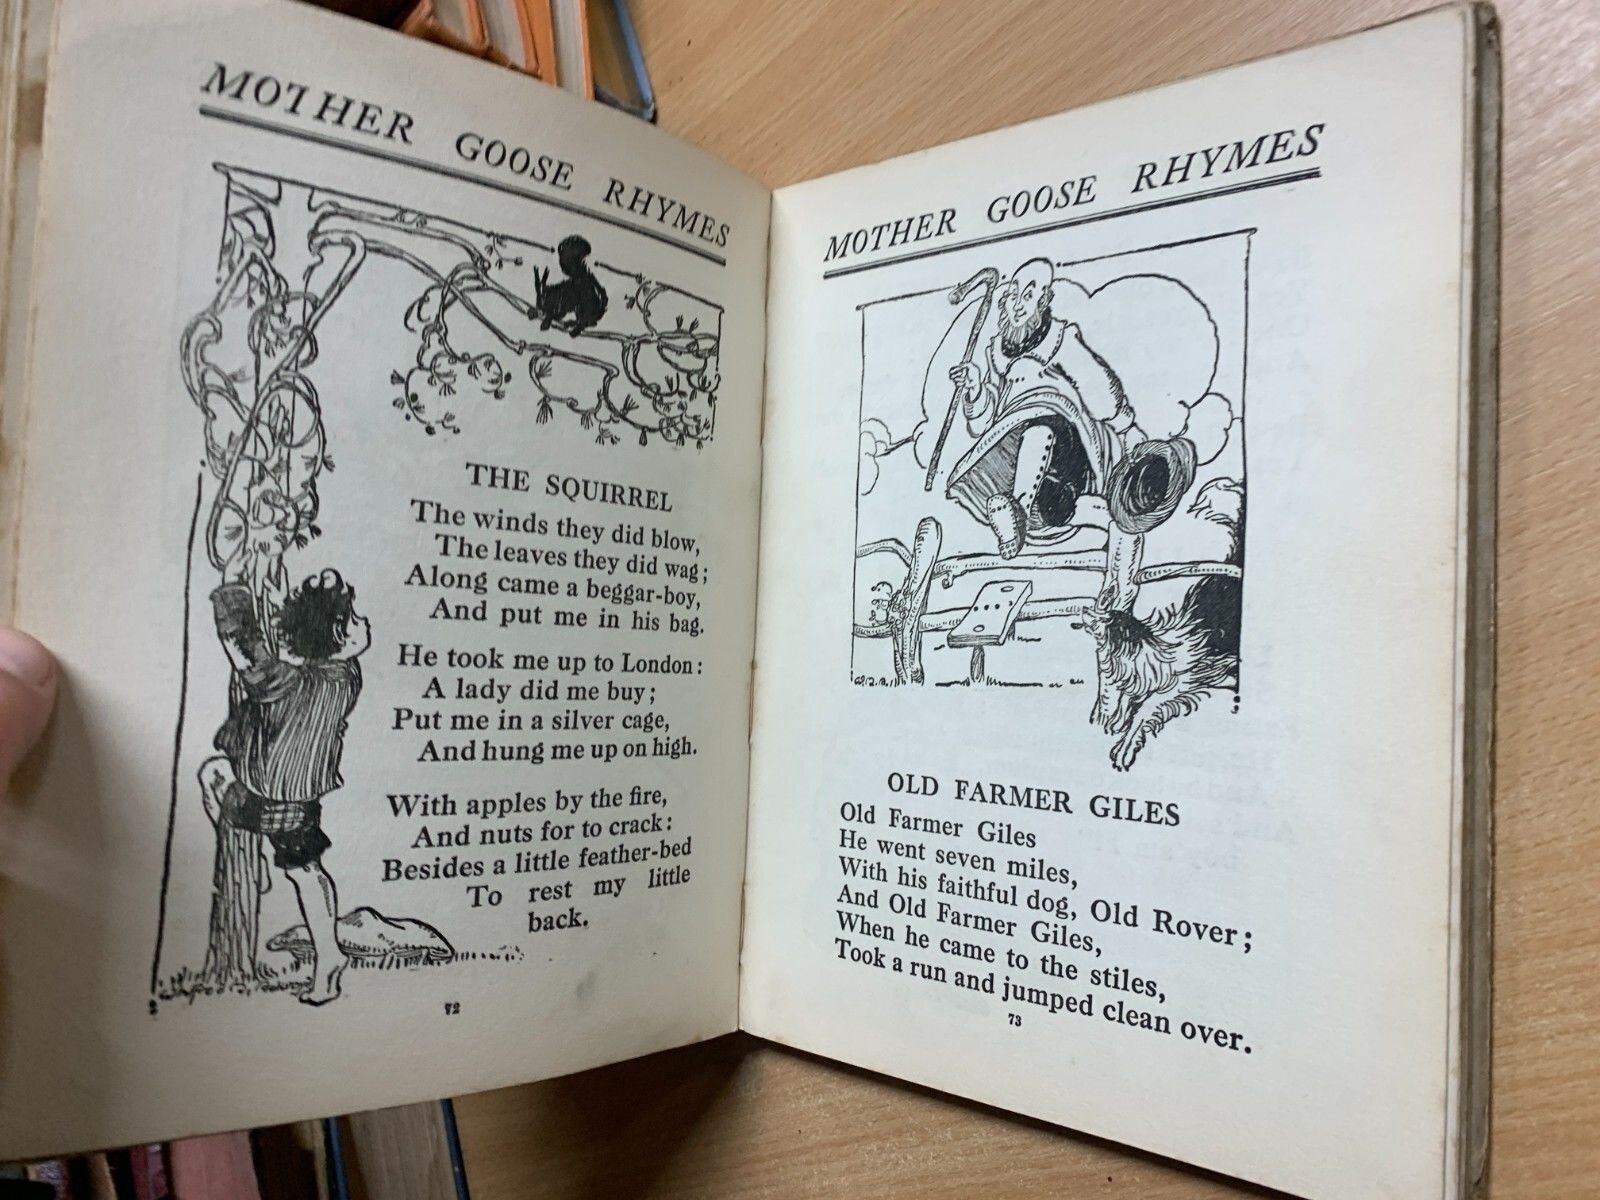 MOTHER GOOSE RHYMES
THE SQUIRREL
The winds they did blow,
The leaves they did wag;
Along came a beggar-boy,
And put me in his bag.
He took me up to London:
A lady did me buy;
Put me in a silver cage,
And hung me up on high.
With apples by the fire,
And nuts for to crack:
Besides a little feather-bed
To rest my little
back.
72
MOTHER GOOSE RHYMES
OLD FARMER GILES
Old Farmer Giles
He went seven miles,
With his faithful dog, Old Rover;
And Old Farmer Giles,
When he came to the stiles,
Took a run and jumped clean over.
73